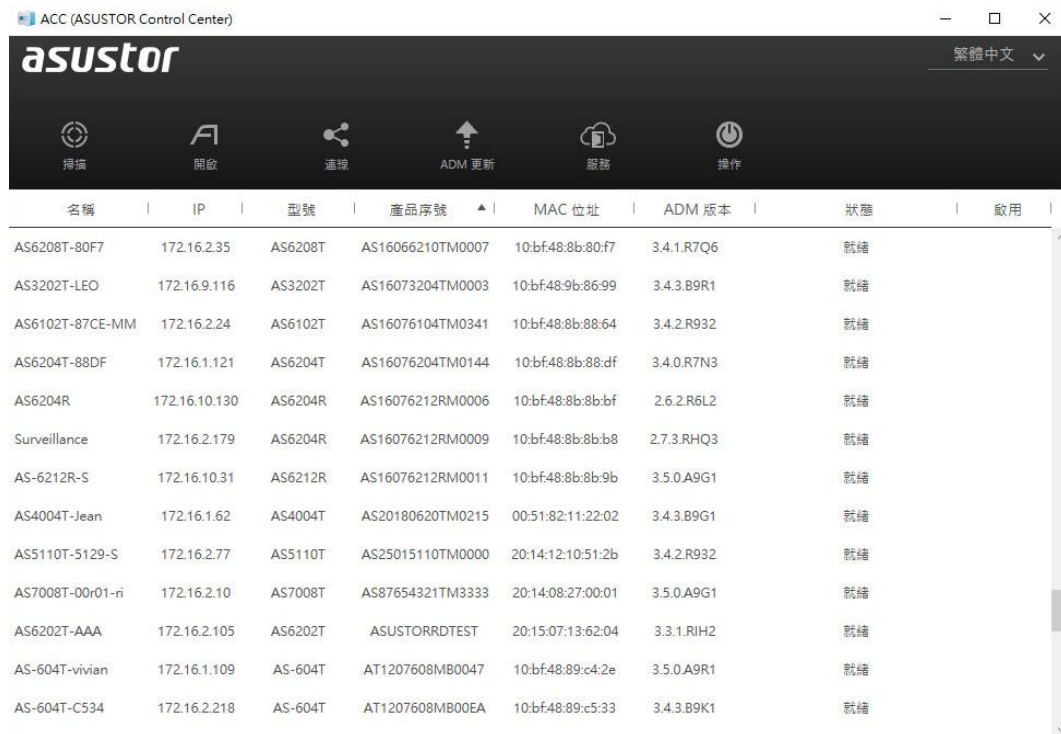 ACC (ASUSTOR Control Center)
asustor
繁體中文
掃描 開啟 連線 ADM 更新 服務 操作
名稱 IP 型號 產品序號 MAC 位址 ADM 版本 狀態 啟用
AS6208T-80F7 172.16.2.35 AS6208T AS16066210TM0007 10:bf:48:8b:80:f7 3.4.1.R7Q6 就緒
AS3202T-LEO 172.16.9.116 AS3202T AS16073204TM0003 10:bf:48:9b:86:99 3.4.3.B9R1 就緒
AS6102T-87CE-MM 172.16.2.24 AS6102T AS16076104TM0341 10:bf:48:8b:88:64 3.4.2.R932 就緒
AS6204T-88DF 172.16.1.121 AS6204T AS16076204TM0144 10:bf:48:8b:88:df 3.4.0.R7N3 就緒
AS6204R 172.16.10.130 AS6204R AS16076212RM0006 10:bf:48:8b:8b:bf 2.6.2.R6L2 就緒
Surveillance 172.16.2.179 AS6204R AS16076212RM0009 10:bf:48:8b:8b:b8 2.7.3.RHQ3 就緒
AS-6212R-S 172.16.10.31 AS6212R AS16076212RM0011 10:bf:48:8b:8b:9b 3.5.0.A9G1 就緒
AS4004T-Jean 172.16.1.62 AS4004T AS20180620TM0215 00:51:82:11:22:02 3.4.3.B9G1 就緒
AS5110T-5129-S 172.16.2.77 AS5110T AS25015110TM0000 20:14:12:10:51:2b 3.4.2.R932 就緒
AS7008T-00r01-ri 172.16.2.10 AS7008T AS87654321TM3333 20:14:08:27:00:01 3.5.0.A9G1 就緒
AS6202T-AAA 172.16.2.105 AS6202T ASUSTORRDTEST 20:15:07:13:62:04 3.3.1.RIH2 就緒
AS-604T-vivian 172.16.1.109 AS-604T AT1207608MB0047 10:bf:48:89:c4:2e 3.5.0.A9R1 就緒
AS-604T-C534 172.16.2.218 AS-604T AT1207608MB00EA 10:bf:48:89:c5:33 3.4.3.B9K1 就緒